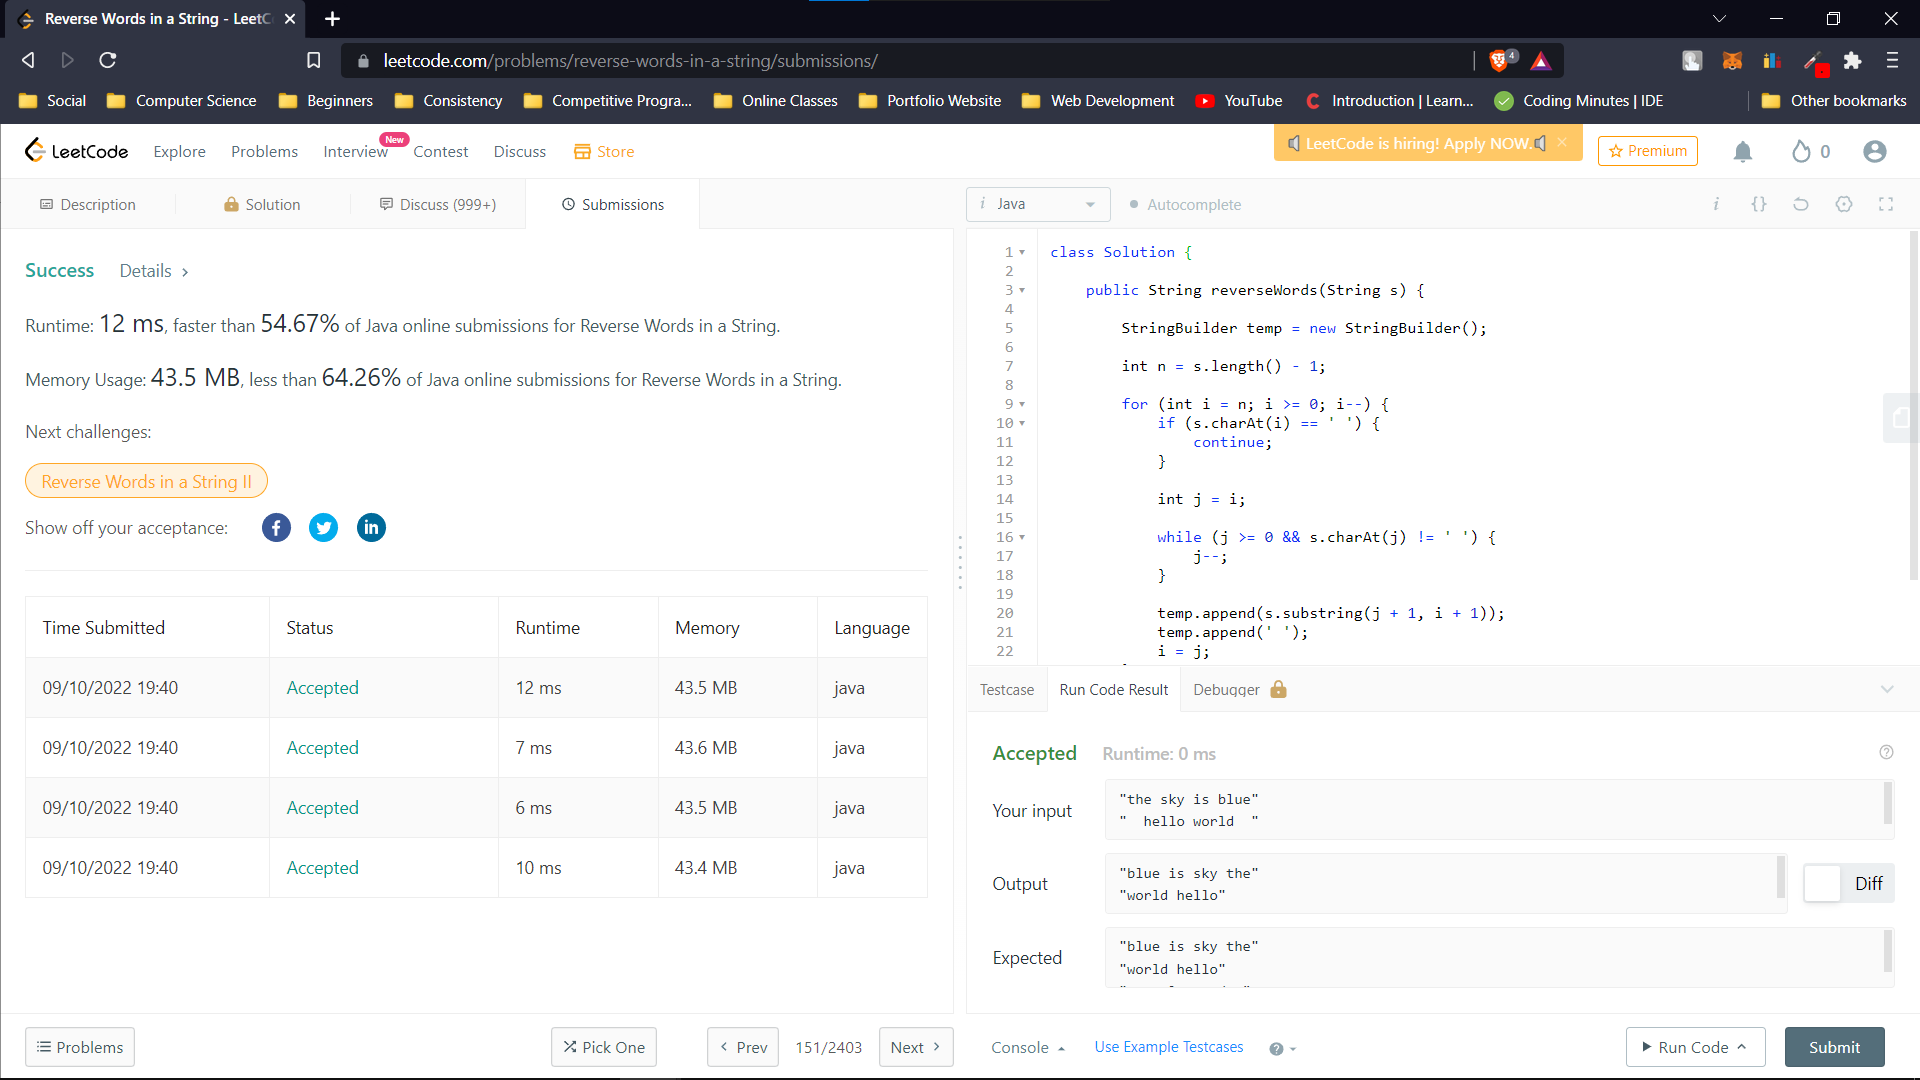 Reverse Words in a String - LeetC
leetcode.com/problems/reverse-words-in-a-string/submissions/
4
Social Computer Science Beginners Consistency Competitive Progra... Online Classes Portfolio Website Web Development YouTube Introduction | Learn... Coding Minutes | IDE Other bookmarks
LeetCode Explore Problems Interview New Contest Discuss Store LeetCode is hiring! Apply NOW. Premium 0
Description Solution Discuss (999+) Submissions
Success Details >
Runtime: 12 ms, faster than 54.67% of Java online submissions for Reverse Words in a String.
Memory Usage: 43.5 MB, less than 64.26% of Java online submissions for Reverse Words in a String.
Next challenges:
Reverse Words in a String II
Show off your acceptance:
Time Submitted Status Runtime Memory Language
09/10/2022 19:40 Accepted 12 ms 43.5 MB java
09/10/2022 19:40 Accepted 7 ms 43.6 MB java
09/10/2022 19:40 Accepted 6 ms 43.5 MB java
09/10/2022 19:40 Accepted 10 ms 43.4 MB java
Problems Pick One < Prev 151/2403 Next >
i Java Autocomplete i {}
1 class Solution {
2
3 public String reverseWords(String s) {
4
5 StringBuilder temp = new StringBuilder();
6
7 int n = s.length() - 1;
8
9 for (int i = n; i >= 0; i--) {
10 if (s.charAt(i) == ' ') {
11 continue;
12 }
13
14 int j = i;
15
16 while (j >= 0 && s.charAt(j) != ' ') {
17 j--;
18 }
19
20 temp.append(s.substring(j + 1, i + 1));
21 temp.append(' ');
22 i = j;
Testcase Run Code Result Debugger
Accepted Runtime: 0 ms
Your input
"the sky is blue"
"  hello world  "
Output
"blue is sky the"
"world hello"
Diff
Expected
"blue is sky the"
"world hello"
Console Use Example Testcases Run Code Submit